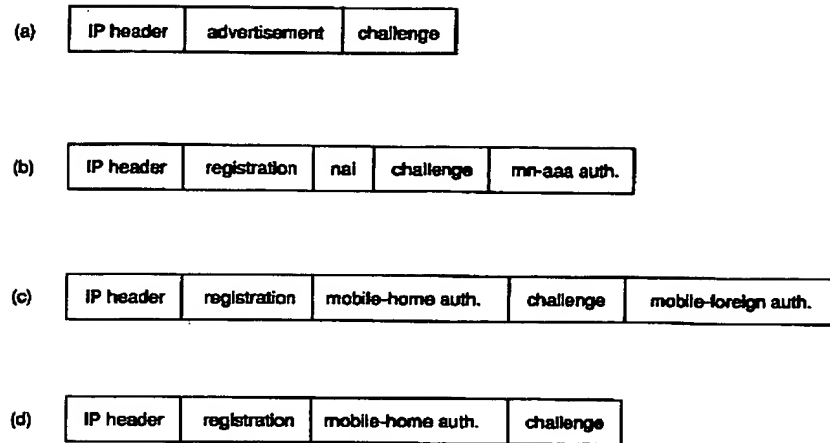 (a) IP header advertisement challenge
(b) IP header registration nai challenge mn-aaa auth.
(c) IP header registration mobile-home auth. challenge mobile-foreign auth.
(d) IP header registration mobile-home auth. challenge